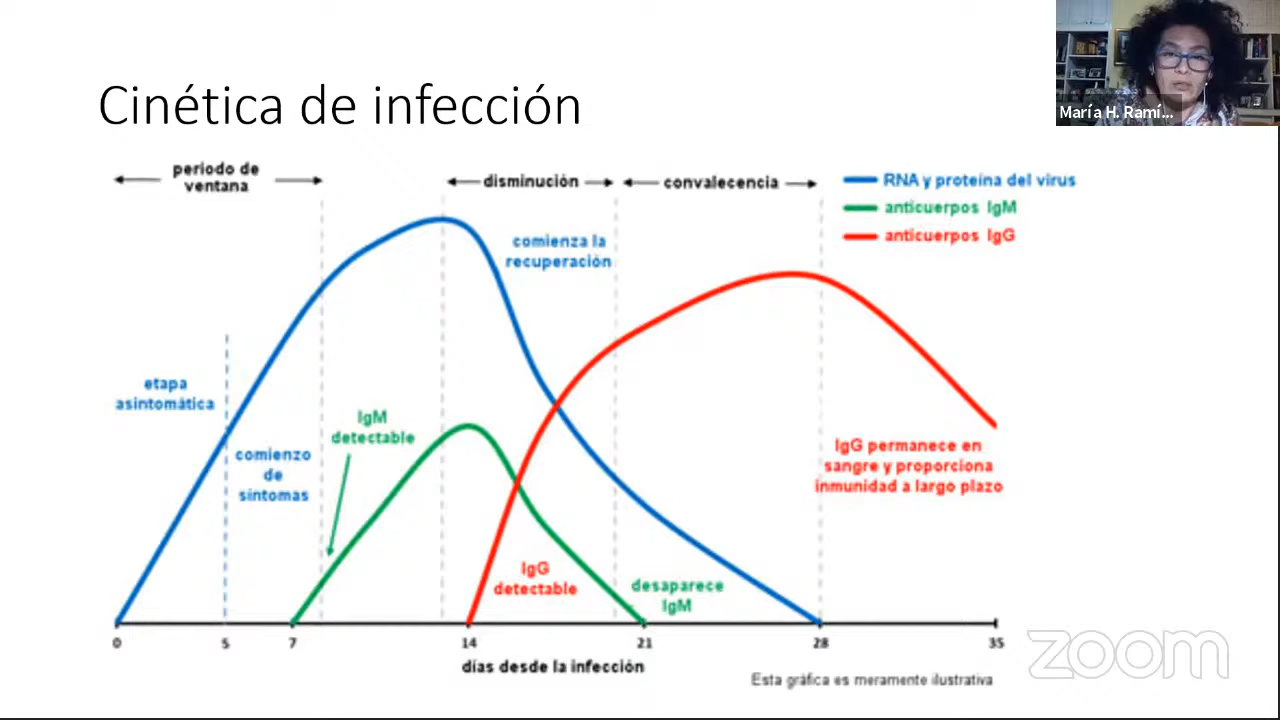 María H. Ramí...
Cinética de infección
periodo de
ventana
disminución
convalecencia
RNA y proteína del virus
anticuerpos IgM
anticuerpos IgG
comienza la
recuperación
etapa
asintomática
IgM
detectable
comienzo
de
síntomas
IgG permanece en
sangre y proporciona
inmunidad a largo plazo
IgG
detectable
desaparece
IgM
0 5 7 14 21 28 35
días desde la infección
Esta gráfica es meramente ilustrativa
zoom